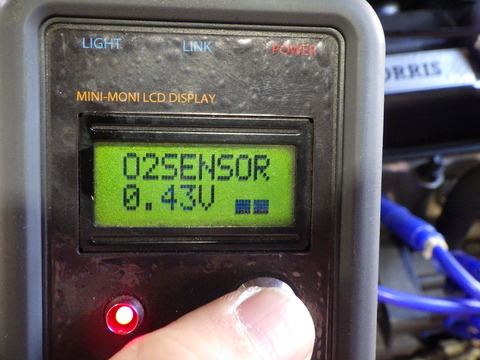 LIGHT LINK POWER
ORRIS
MINI-MONI LCD DISPLAY
O2SENSOR
0.43V